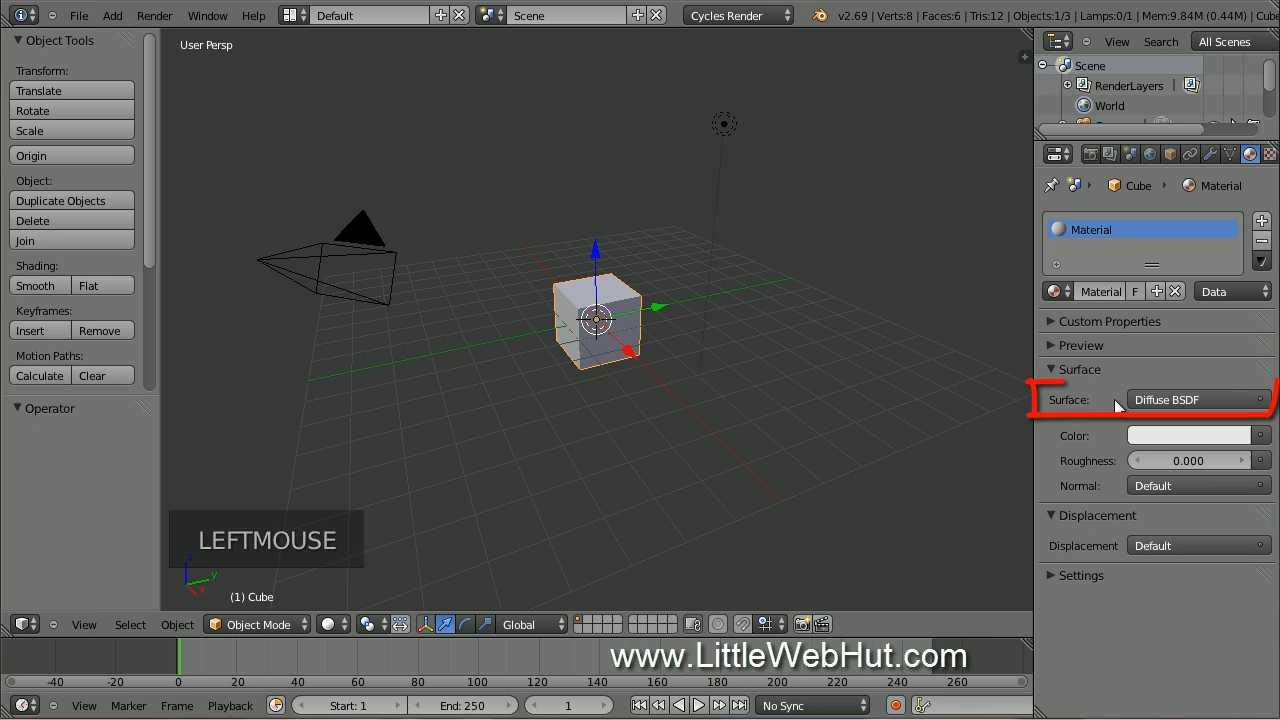 File Add Render Window Help Default Scene Cycles Render v2.69 | Verts:8 | Faces:6 | Tris:12 | Objects:1/3 | Lamps:0/1 | Mem:9.84M (0.44M) | Cube
Object Tools
Transform:
Translate
Rotate
Scale
Origin
Object:
Duplicate Objects
Delete
Join
Shading:
Smooth Flat
Keyframes:
Insert Remove
Motion Paths:
Calculate Clear
Operator
User Persp
LEFTMOUSE
z
y
x
(1) Cube
View Select Object Object Mode Global
-40 -20 0 20 40 60 80 100 120 140 160 180 200 220 240 260
www.LittleWebHut.com
View Marker Frame Playback Start: 1 End: 250 1 No Sync
View Search All Scenes
Scene
RenderLayers
World
Cube Material
Material
Material F Data
Custom Properties
Preview
Surface
Surface: Diffuse BSDF
Color:
Roughness: 0.000
Normal: Default
Displacement
Displacement Default
Settings